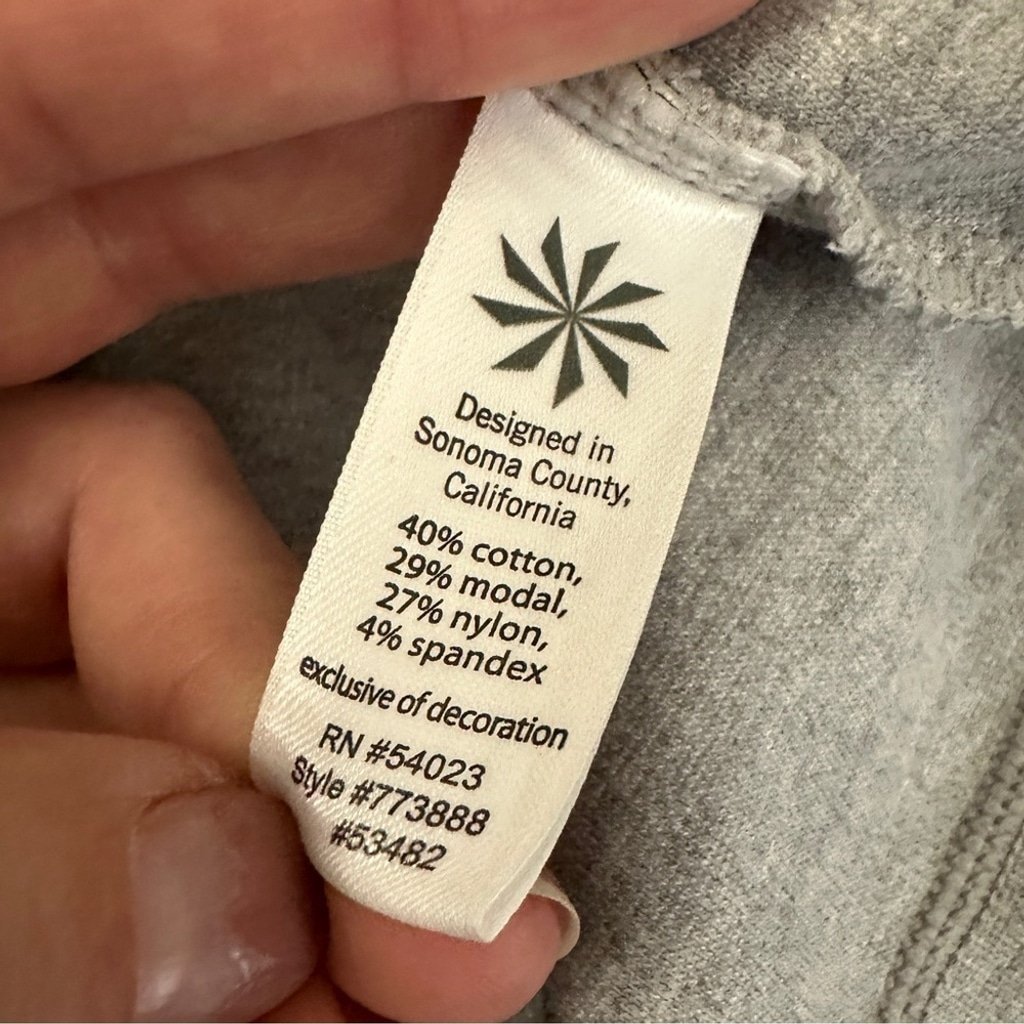 Designed in
Sonoma County,
California
40% cotton,
29% modal,
27% nylon,
4% spandex
exclusive of decoration
RN #54023
Style #773888
#53482